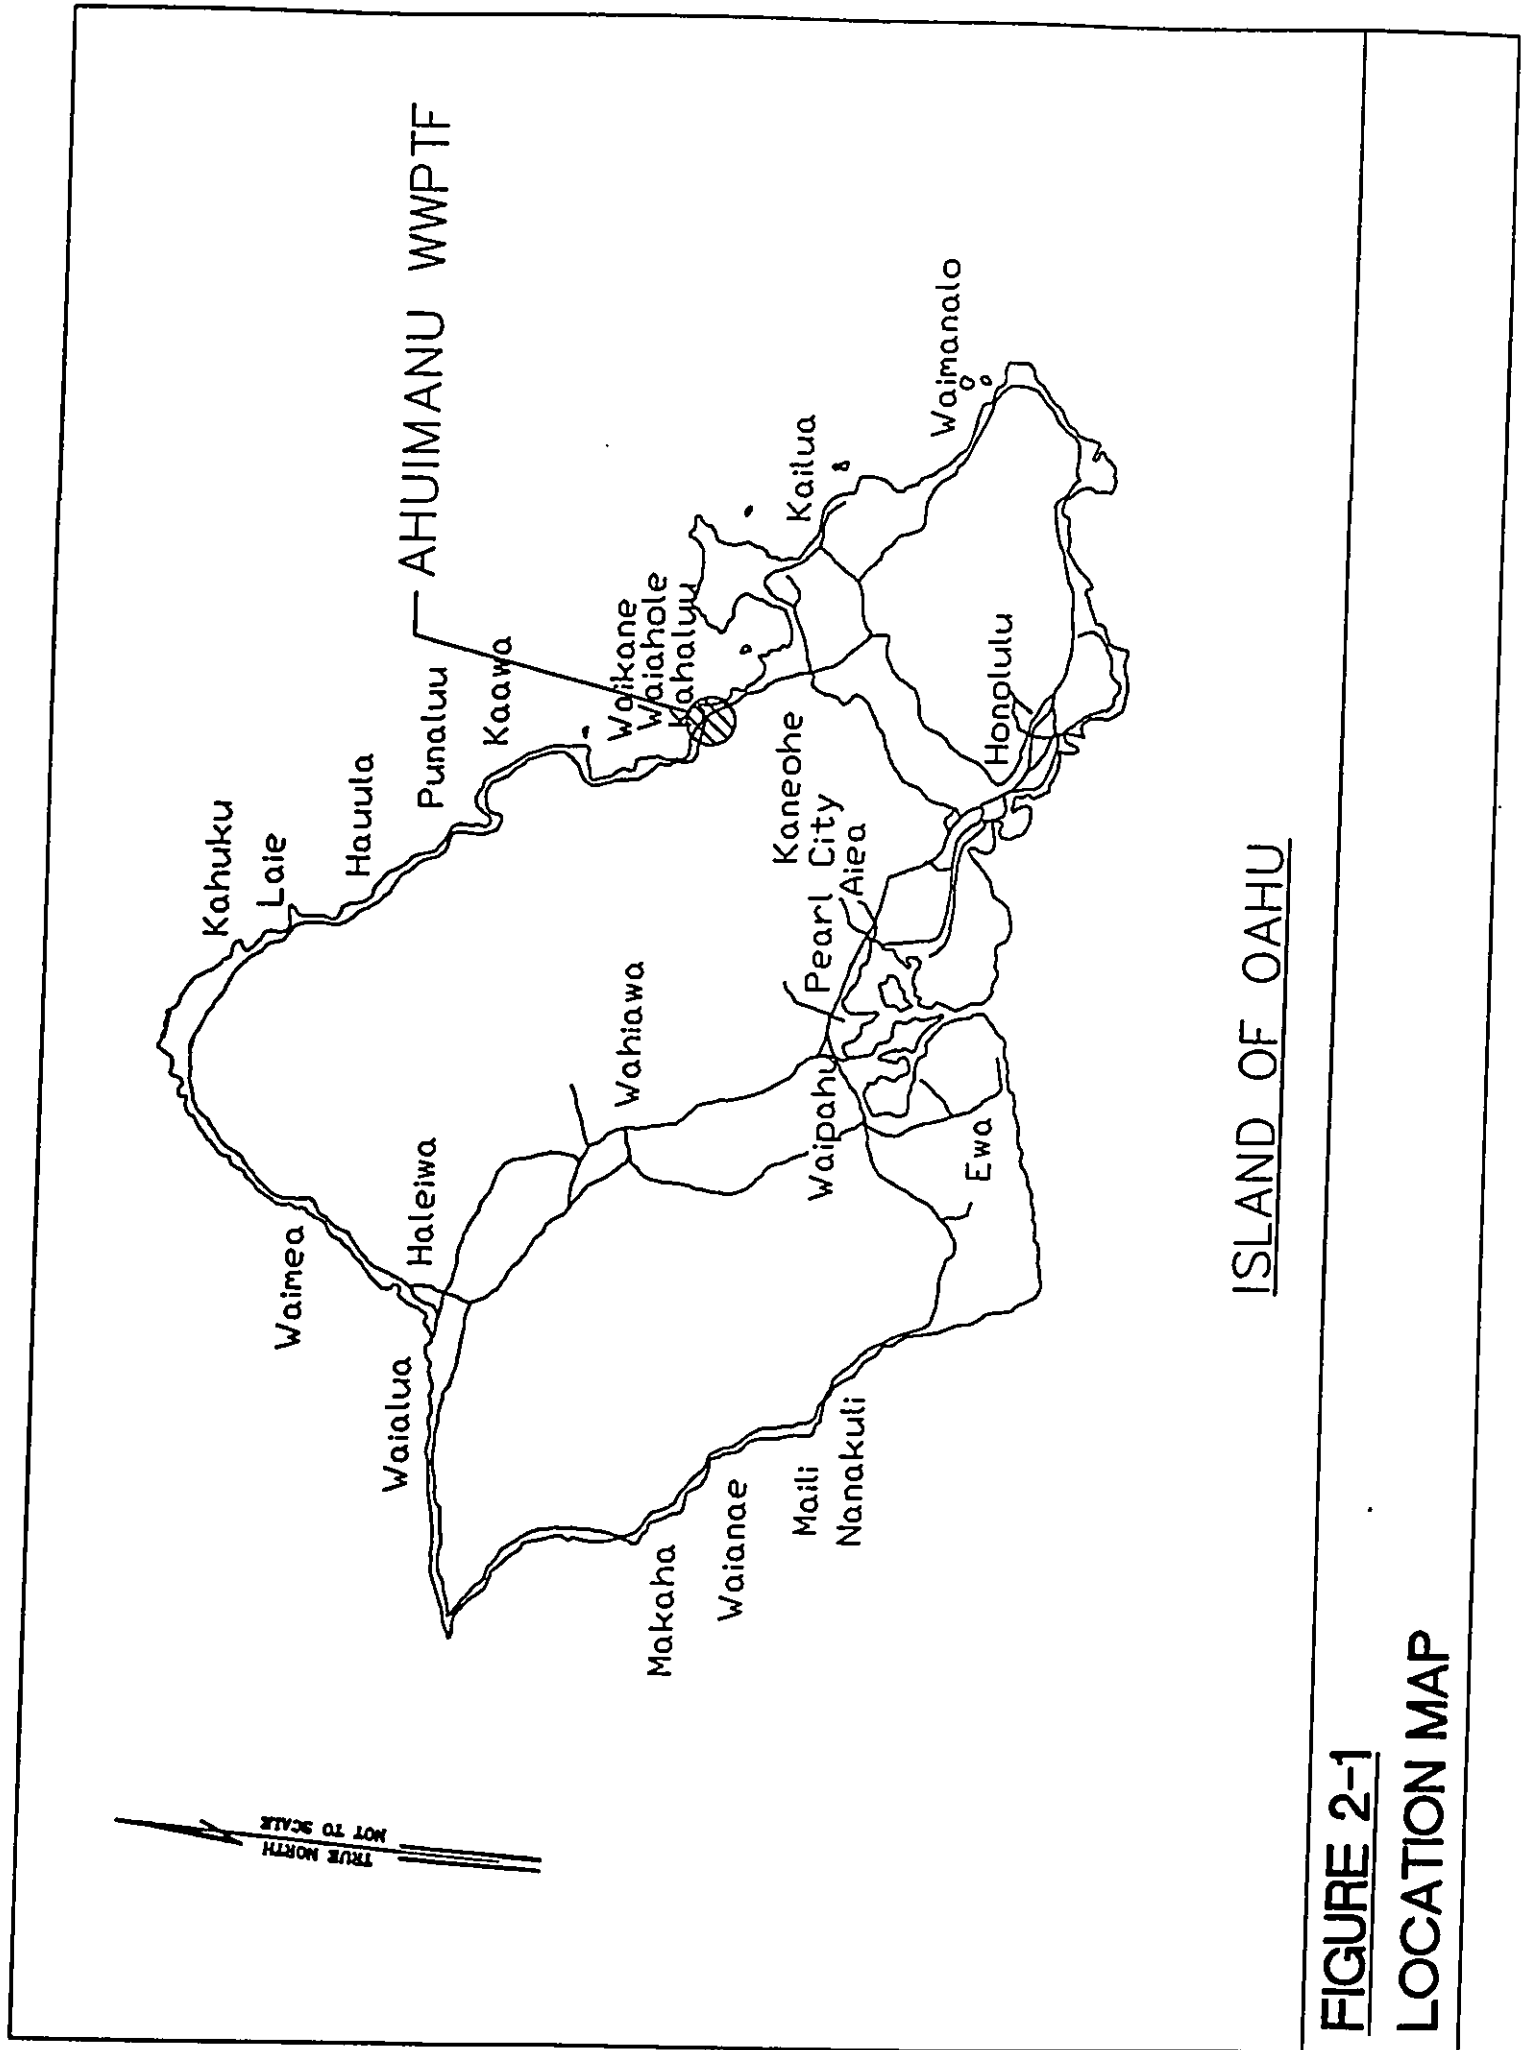 AHUIMANU WWPTF
Kahuku
Laie
Hauula
Punaluu
Kaawa
Waikane
Waiahole
Kahaluu
Kailua
Waimanalo
Waimea
Haleiwa
Waialua
Wahiawa
Kaneohe
Pearl City
Aiea
Waipahu
Honolulu
Ewa
Makaha
Waianae
Maili
Nanakuli
TRUE NORTH
NOT TO SCALE
ISLAND OF OAHU
FIGURE 2-1
LOCATION MAP